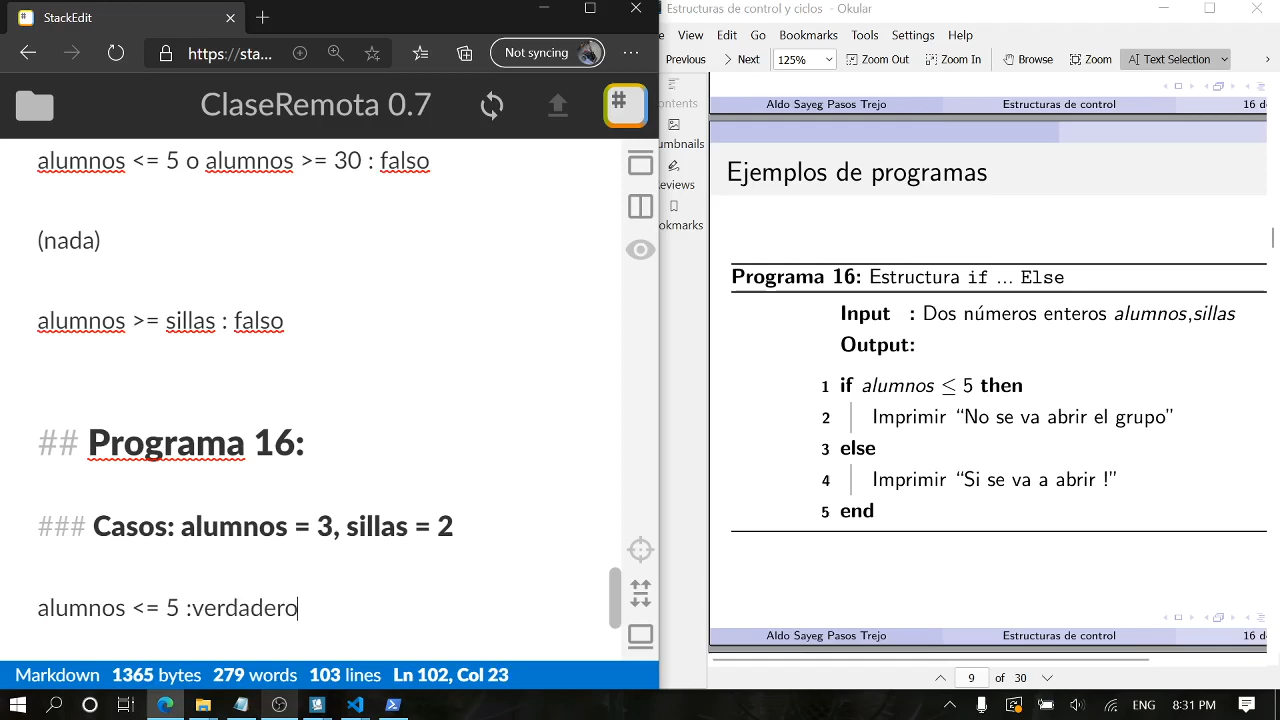 StackEdit
https://sta...
Not syncing
ClaseRemota 0.7
alumnos <= 5 o alumnos >= 30 : falso
(nada)
alumnos >= sillas : falso
## Programa 16:
### Casos: alumnos = 3, sillas = 2
alumnos <= 5 :verdadero
Markdown 1365 bytes 279 words 103 lines Ln 102, Col 23
Estructuras de control y ciclos - Okular
e View Edit Go Bookmarks Tools Settings Help
Previous Next 125% Zoom Out Zoom In Browse Zoom Text Selection
ontents
umbnails
eviews
okmarks
Aldo Sayeg Pasos Trejo Estructuras de control 16 d
Ejemplos de programas
Programa 16: Estructura if ... Else
Input : Dos números enteros alumnos,sillas
Output:
1 if alumnos ≤ 5 then
2 Imprimir “No se va abrir el grupo”
3 else
4 Imprimir “Si se va a abrir !”
5 end
Aldo Sayeg Pasos Trejo Estructuras de control 16 d
9 of 30
ENG 8:31 PM